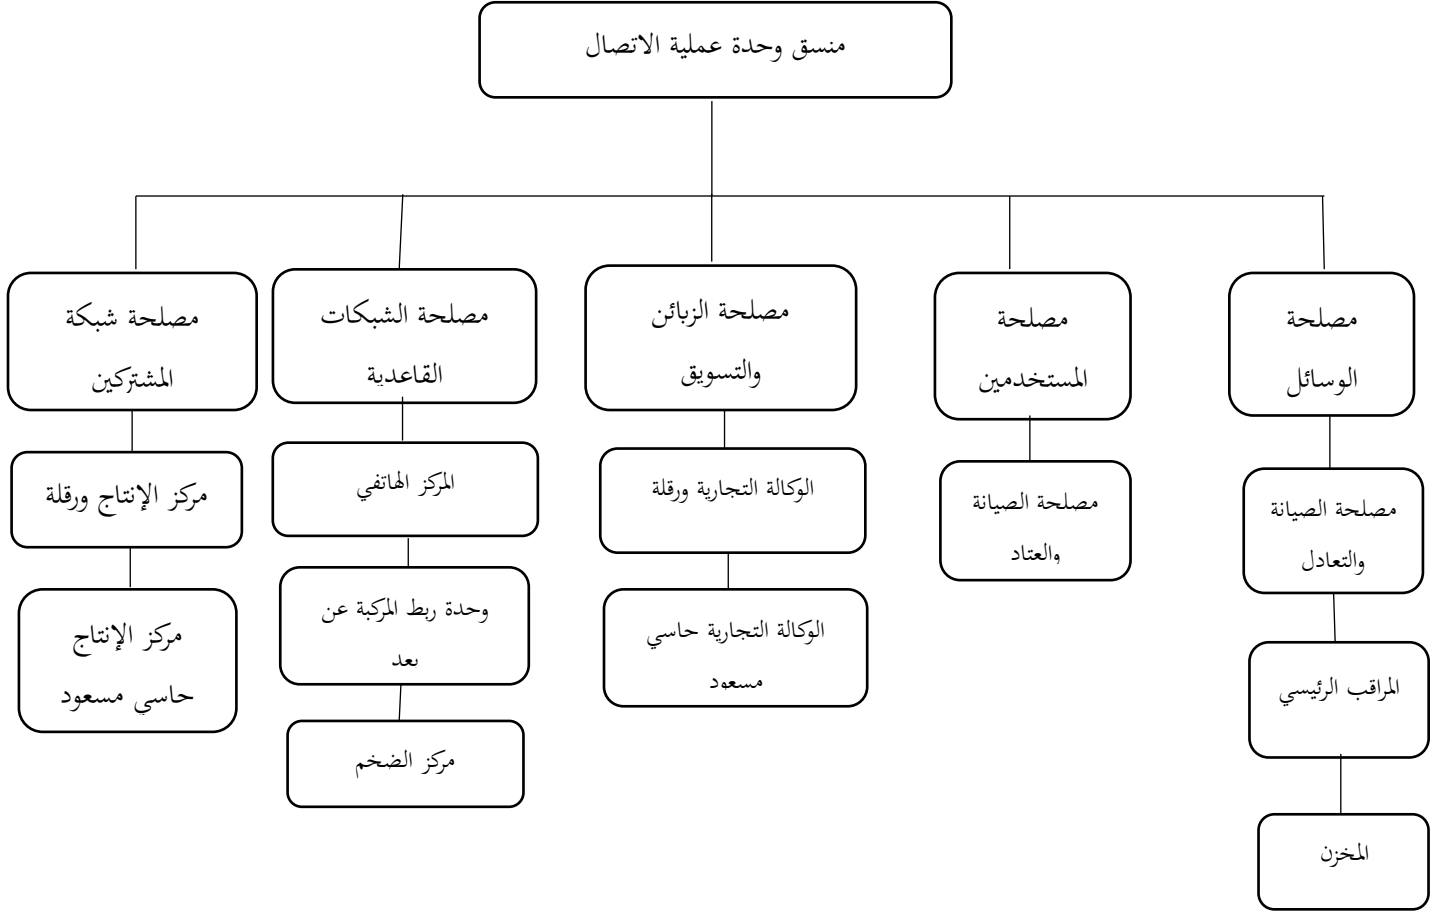 منسق وحدة عملية الاتصال
مصلحة
الوسائل
مصلحة
المستخدمين
مصلحة الزبائن
والتسويق
مصلحة الشبكات
القاعدية
مصلحة شبكة
المشتركين
مصلحة الصيانة
والتعادل
مصلحة الصيانة
والعتاد
الوكالة التجارية ورقلة
المركز الهاتفي
مركز الإنتاج ورقلة
المراقب الرئيسي
الوكالة التجارية حاسي
مسعود
وحدة ربط المركبة عن
بعد
مركز الإنتاج
حاسي مسعود
المخزن
مركز الضخم